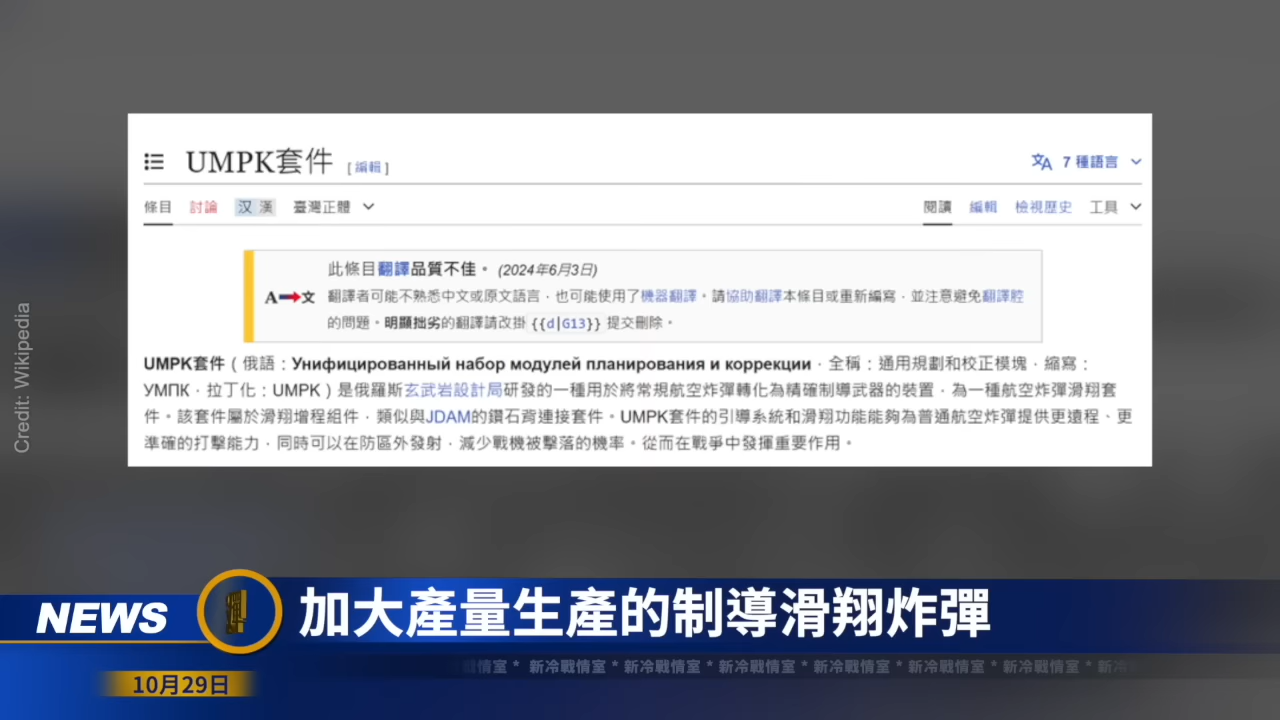 UMPK套件 [編輯]
7 種語言
條目 討論 汉 漢 臺灣正體
閱讀 編輯 檢視歷史 工具
此條目翻譯品質不佳。 (2024年6月3日)
A 文
翻譯者可能不熟悉中文或原文語言,也可能使用了機器翻譯。請協助翻譯本條目或重新編寫,並注意避免翻譯腔
的問題。明顯拙劣的翻譯請改掛 {{d|G13}} 提交刪除。
UMPK套件(俄語:Унифицированный набор модулей планирования и коррекции,全稱:通用規劃和校正模塊,縮寫:
УМПК,拉丁化:UMPK)是俄羅斯玄武岩設計局研發的一種用於將常規航空炸彈轉化為精確制導武器的裝置,為一種航空炸彈滑翔套
件。該套件屬於滑翔增程組件,類似與JDAM的鑽石背連接套件。UMPK套件的引導系統和滑翔功能能夠為普通航空炸彈提供更遠程、更
準確的打擊能力,同時可以在防區外發射,減少戰機被擊落的機率。從而在戰爭中發揮重要作用。
Credit: Wikipedia
NEWS
加大產量生產的制導滑翔炸彈
戰情室 * 新冷戰情室 * 新冷戰情室 * 新冷戰情室 * 新冷戰情室 * 新冷戰情室 * 新冷戰情室 * 新冷
10月29日